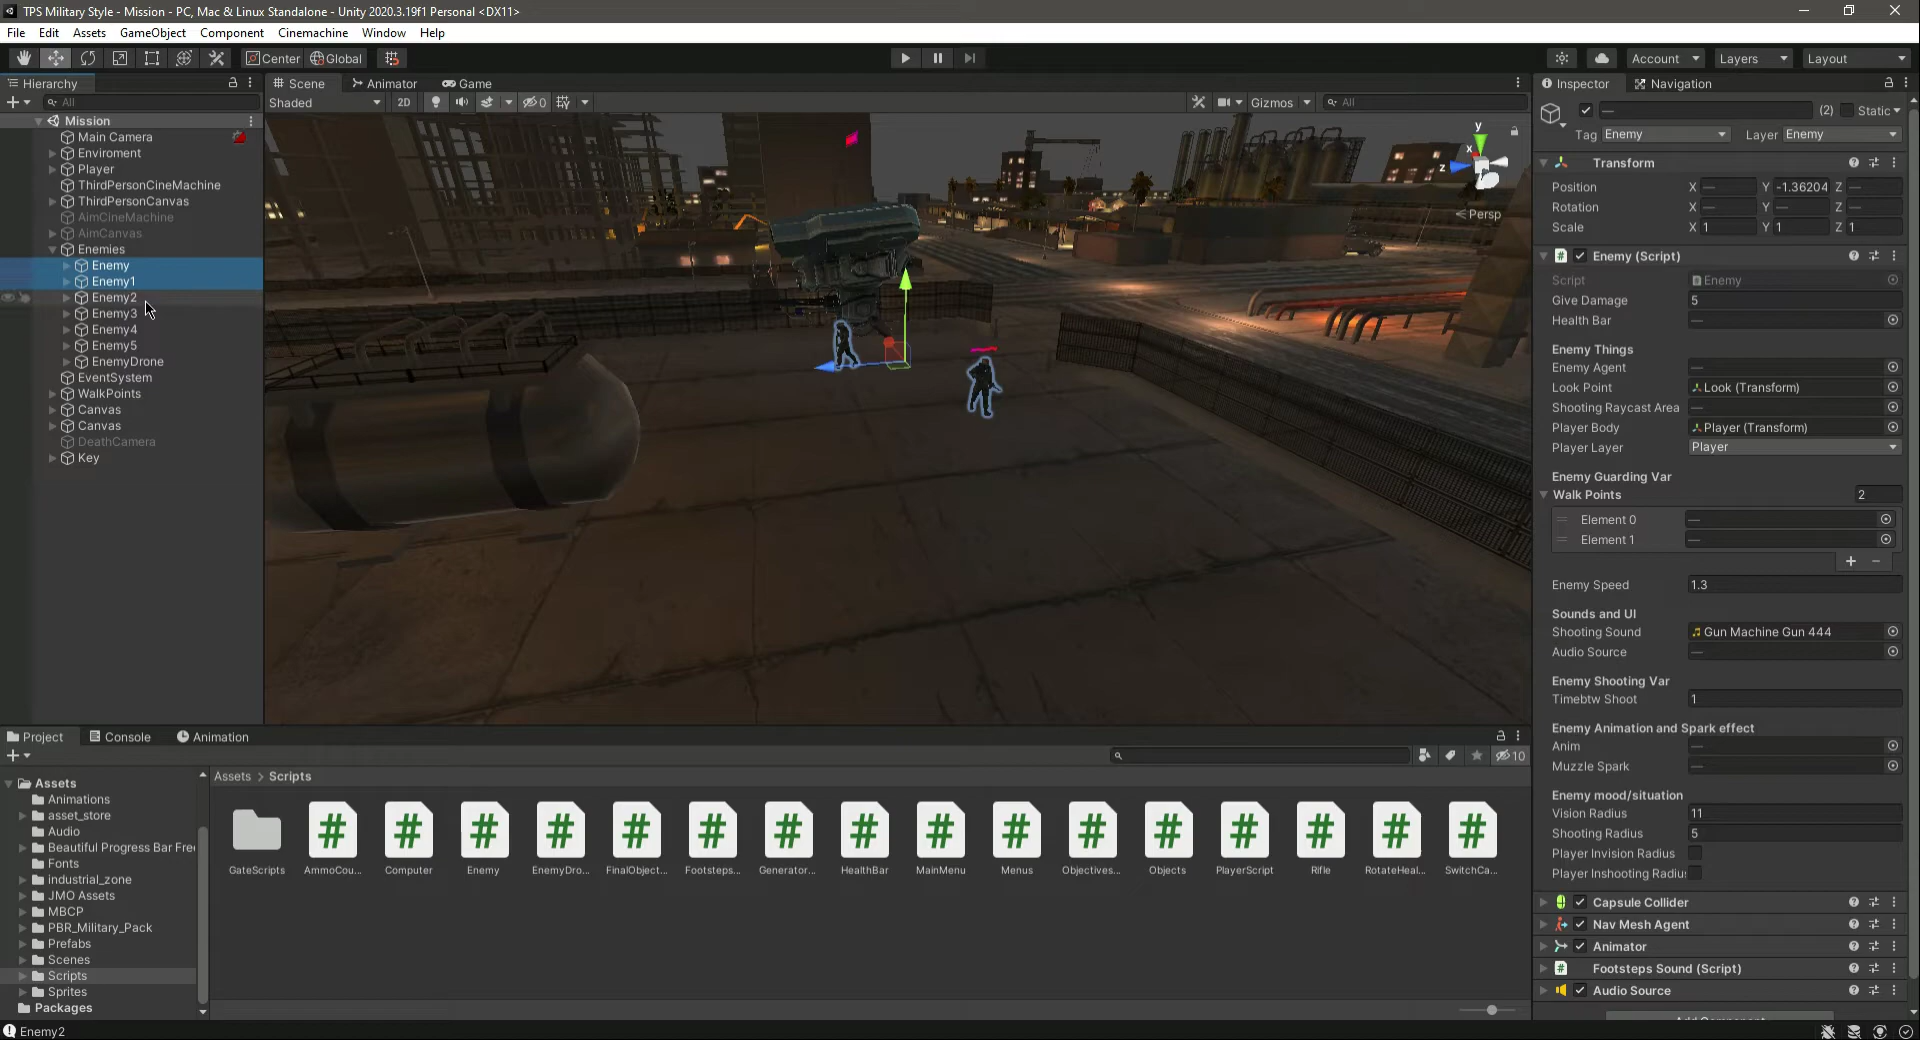 TPS Military Style - Mission - PC, Mac & Linux Standalone - Unity 2020.3.19f1 Personal <DX11>
File Edit Assets GameObject Component Cinemachine Window Help
Center Global Account Layers Layout
Hierarchy
All
Mission
Main Camera
Enviroment
Player
ThirdPersonCineMachine
ThirdPersonCanvas
AimCineMachine
AimCanvas
Enemies
Enemy
Enemy1
Enemy2
Enemy3
Enemy4
Enemy5
EnemyDrone
EventSystem
WalkPoints
Canvas
Canvas
DeathCamera
Key
Scene Animator Game
Shaded 2D 0 Gizmos All
y
x
z
< Persp
Inspector Navigation
— (2) Static
Tag Enemy Layer Enemy
Transform
Position X — Y -1.36204 Z —
Rotation X — Y — Z —
Scale X 1 Y 1 Z 1
Enemy (Script)
Script Enemy
Give Damage 5
Health Bar —
Enemy Things
Enemy Agent —
Look Point Look (Transform)
Shooting Raycast Area —
Player Body Player (Transform)
Player Layer Player
Enemy Guarding Var
Walk Points 2
Element 0 —
Element 1 —
Enemy Speed 1.3
Sounds and UI
Shooting Sound Gun Machine Gun 444
Audio Source —
Enemy Shooting Var
Timebtw Shoot 1
Enemy Animation and Spark effect
Anim —
Muzzle Spark —
Enemy mood/situation
Vision Radius 11
Shooting Radius 5
Player Invision Radius
Player Inshooting Radiu
Capsule Collider
Nav Mesh Agent
Animator
Footsteps Sound (Script)
Audio Source
Project Console Animation
10
Assets
Animations
asset_store
Audio
Beautiful Progress Bar Free
Fonts
industrial_zone
JMO Assets
MBCP
PBR_Military_Pack
Prefabs
Scenes
Scripts
Sprites
Packages
Assets > Scripts
GateScripts AmmoCou... Computer Enemy EnemyDro... FinalObject... Footsteps... Generator... HealthBar MainMenu Menus Objectives... Objects PlayerScript Rifle RotateHeal... SwitchCa...
Enemy2